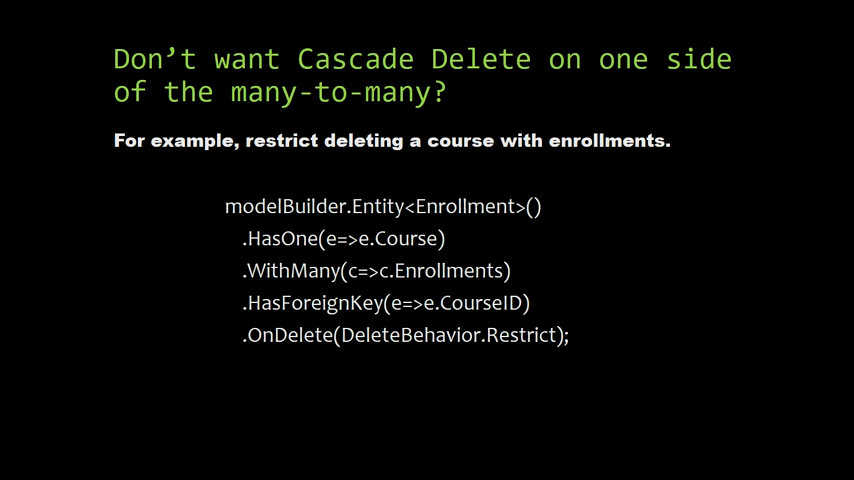 Don’t want Cascade Delete on one side
of the many-to-many?
For example, restrict deleting a course with enrollments.
modelBuilder.Entity<Enrollment>()
.HasOne(e=>e.Course)
.WithMany(c=>c.Enrollments)
.HasForeignKey(e=>e.CourseID)
.OnDelete(DeleteBehavior.Restrict);